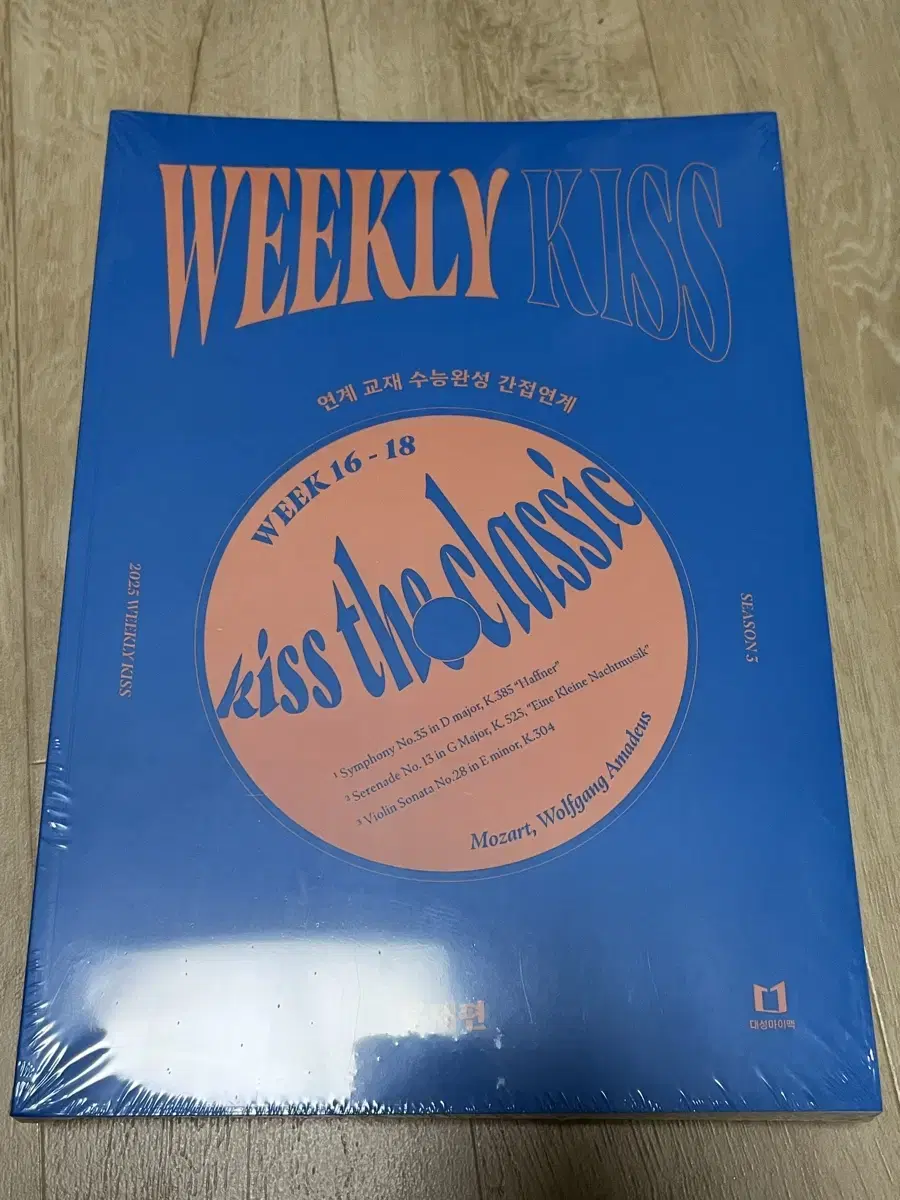 WEEKLY KISS
연계 교재 수능완성 간접연계
WEEK 16 - 18
kiss the classic
2025 WEEKLY KISS
SEASON 3
¹ Symphony No.35 in D major, K.385 "Haffner"
² Serenade No. 13 in G Major, K. 525, "Eine Kleine Nachtmusik"
³ Violin Sonata No.28 in E minor, K.304
Mozart, Wolfgang Amadeus
대성마이맥